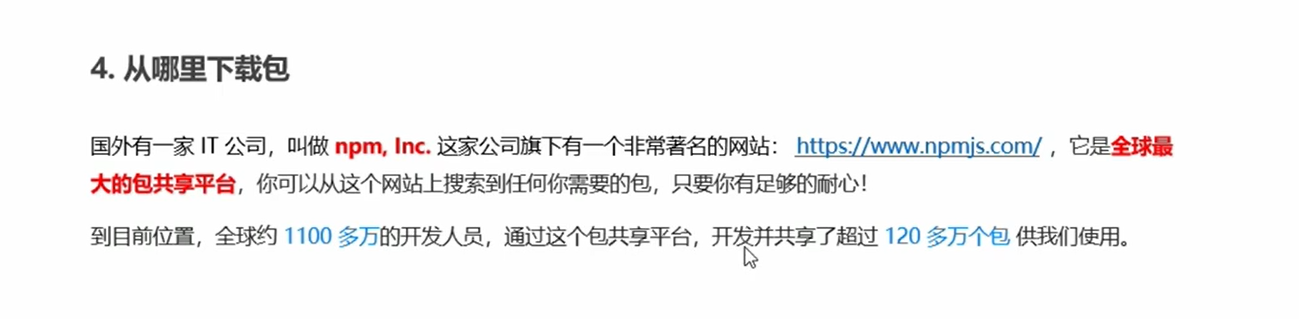 4. 从哪里下载包
国外有一家 IT 公司，叫做 npm, Inc. 这家公司旗下有一个非常著名的网站： https://www.npmjs.com/ ，它是全球最
大的包共享平台，你可以从这个网站上搜索到任何你需要的包，只要你有足够的耐心！
到目前位置，全球约 1100 多万的开发人员，通过这个包共享平台，开发并共享了超过 120 多万个包 供我们使用。